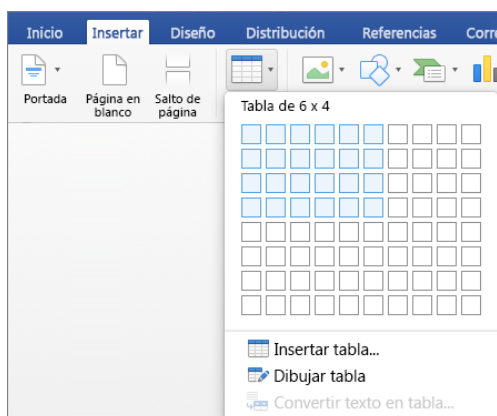 Inicio Insertar Diseño Distribución Referencias
Portada
Página en blanco
Salto de página
Tabla de 6 x 4
Insertar tabla...
Dibujar tabla
Convertir texto en tabla...